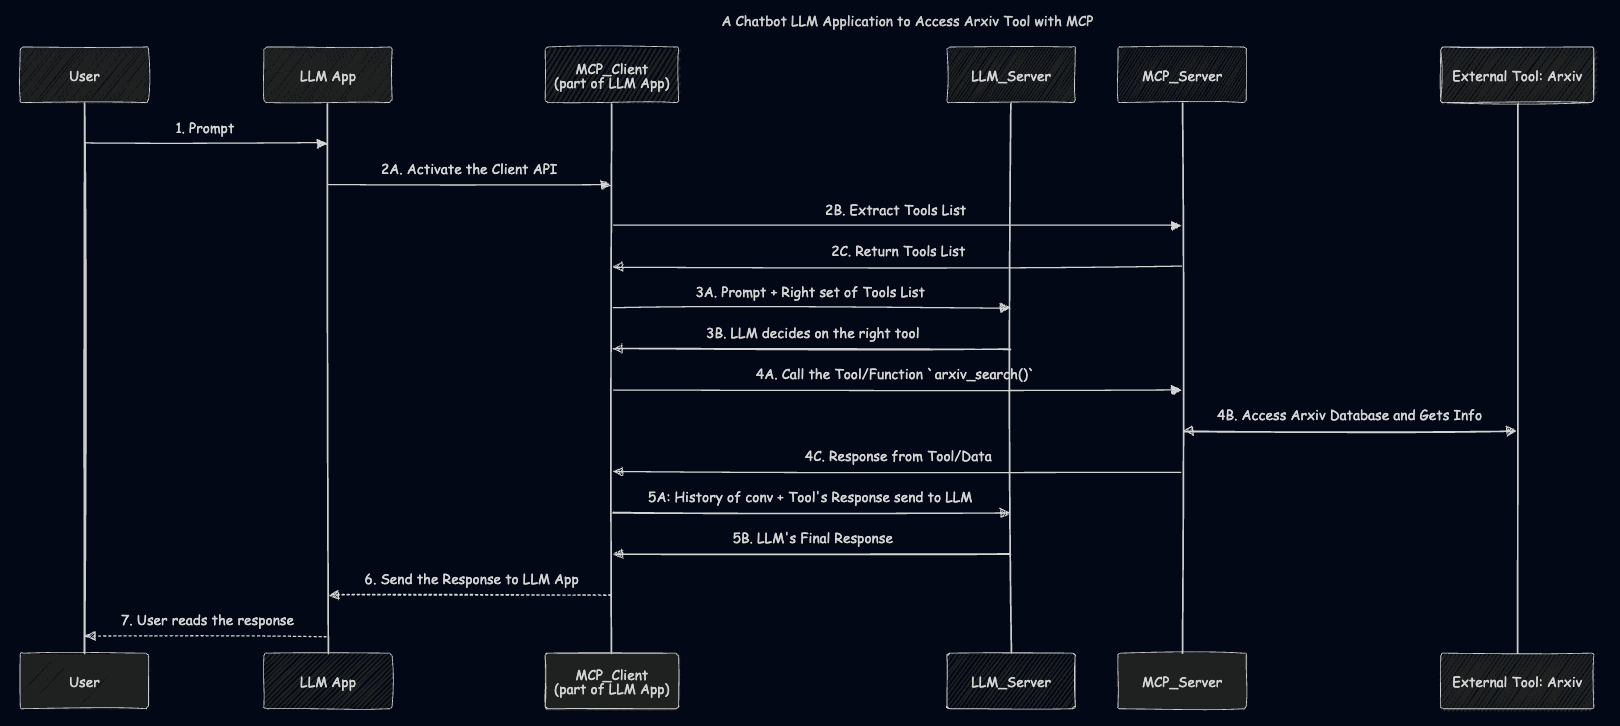 A Chatbot LLM Application to Access Arxiv Tool with MCP
User
LLM App
MCP_Client
(part of LLM App)
LLM_Server
MCP_Server
External Tool: Arxiv
1. Prompt
2A. Activate the Client API
2B. Extract Tools List
2C. Return Tools List
3A. Prompt + Right set of Tools List
3B. LLM decides on the right tool
4A. Call the Tool/Function `arxiv_search()`
4B. Access Arxiv Database and Gets Info
4C. Response from Tool/Data
5A: History of conv + Tool's Response send to LLM
5B. LLM's Final Response
6. Send the Response to LLM App
7. User reads the response
User
LLM App
MCP_Client
(part of LLM App)
LLM_Server
MCP_Server
External Tool: Arxiv